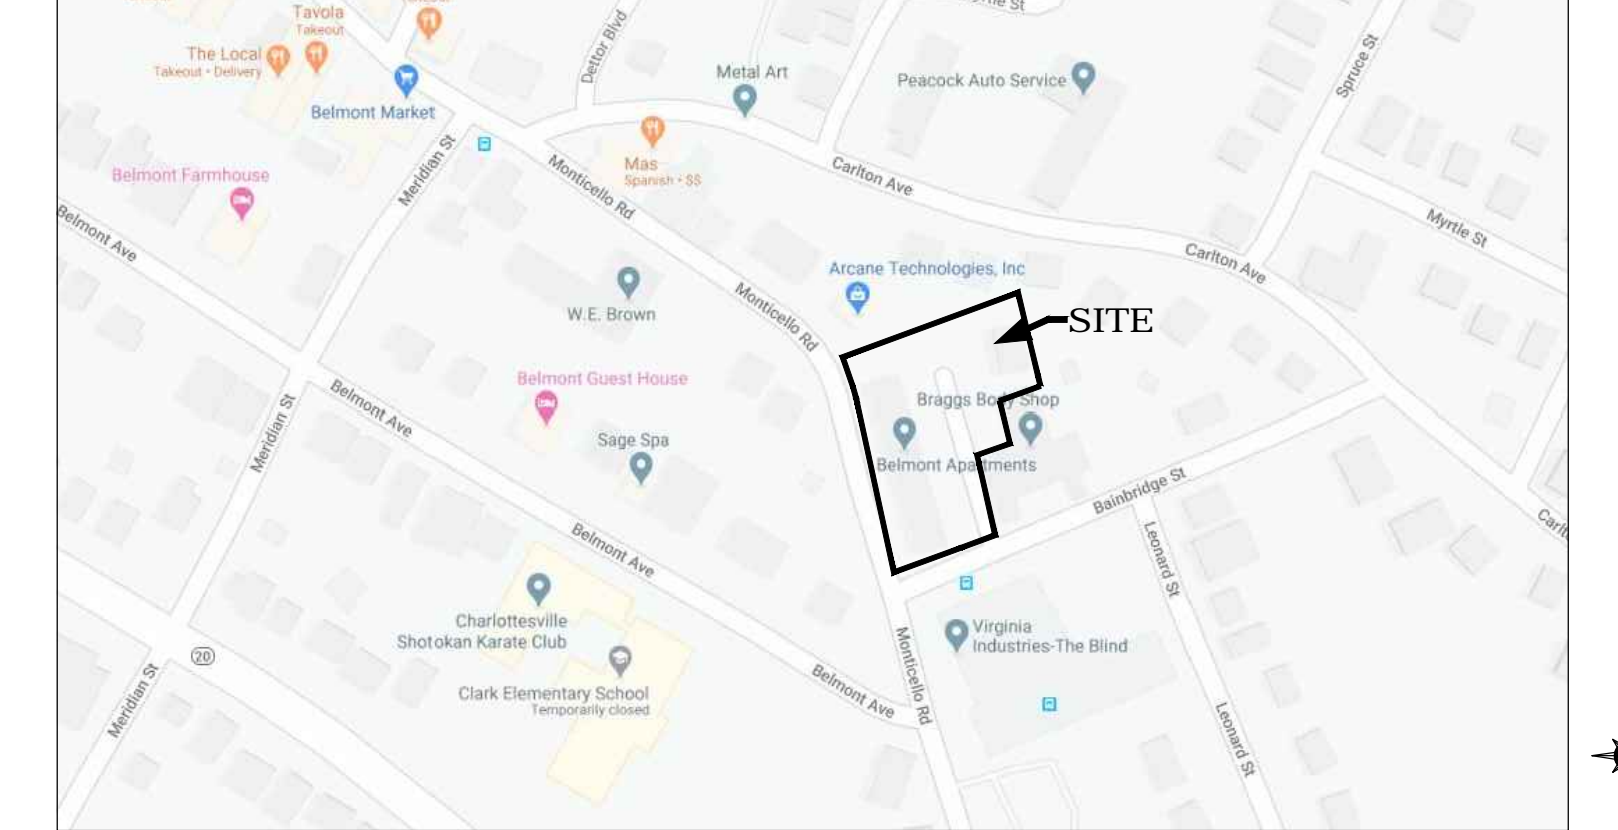 Tavola
Takeout
The Local
Takeout • Delivery
Belmont Market
Dettor Blvd
Metal Art
Peacock Auto Service
Spruce St
Meridian St
Belmont Farmhouse
Mas
Spanish • $$
Monticello Rd
Carlton Ave
Myrtle St
Belmont Ave
Carlton Ave
Arcane Technologies, Inc
W.E. Brown
Monticello Rd
SITE
Belmont Guest House
Braggs Body Shop
Belmont Ave
Meridian St
Sage Spa
Belmont Apartments
Bainbridge St
Belmont Ave
Leonard St
Charlottesville
Shotokan Karate Club
Virginia
Industries-The Blind
20
Clark Elementary School
Temporarily closed
Belmont Ave
Monticello Rd
Meridian St
Leonard St